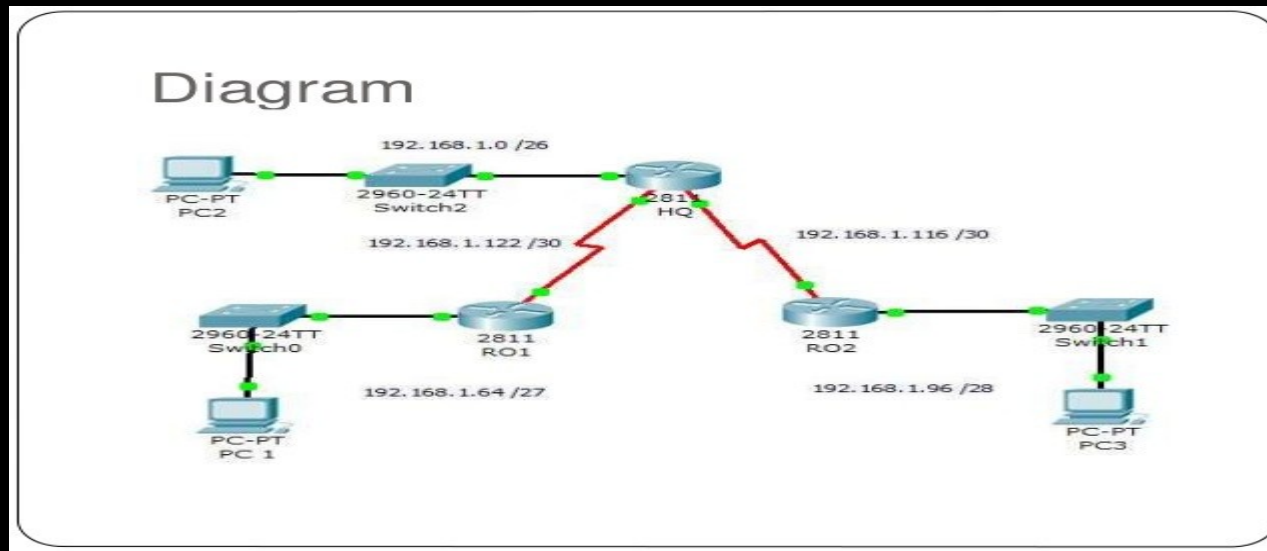 Diagram
192.168.1.0 /26
PC-PT
PC2
2960-24TT
Switch2
2811
HQ
192.168.1.122 /30
192.168.1.116 /30
2960-24TT
Switch0
2811
RO1
2811
RO2
2960-24TT
Switch1
192.168.1.64 /27
192.168.1.96 /28
PC-PT
PC 1
PC-PT
PC3